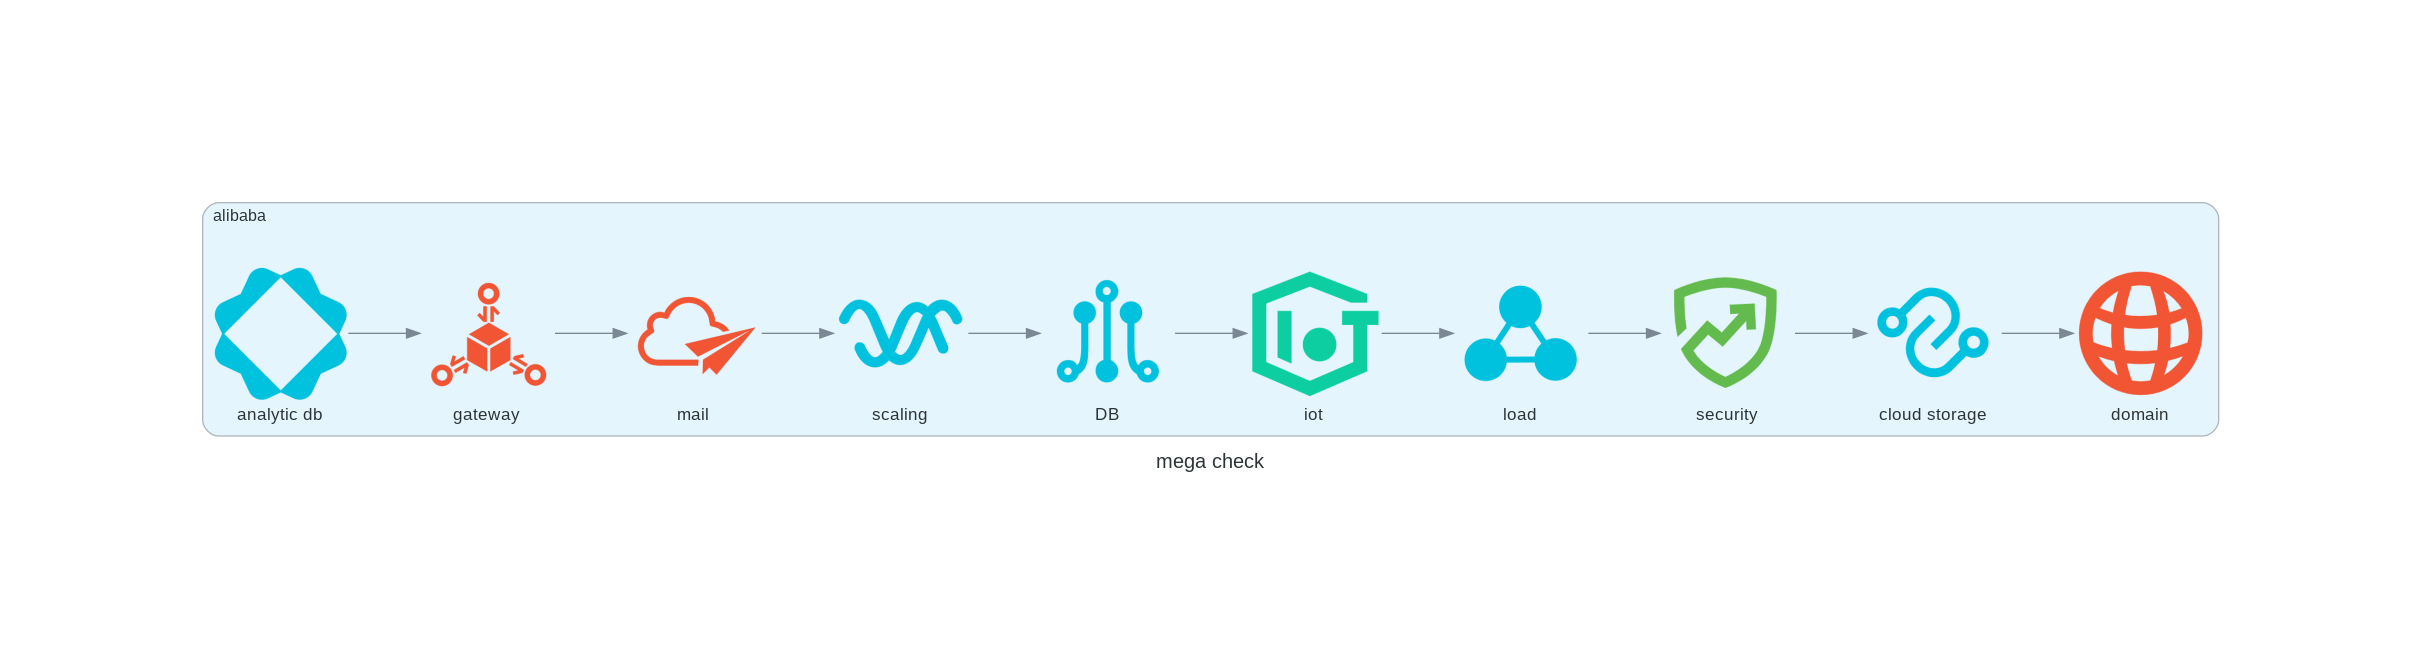 alibaba
analytic db
gateway
mail
scaling
DB
iot
load
security
cloud storage
domain
mega check